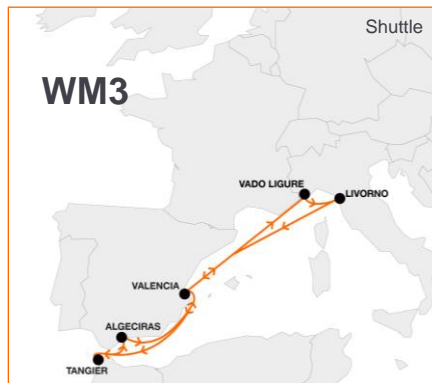 Shuttle
WM3
VADO LIGURE
LIVORNO
VALENCIA
ALGECIRAS
TANGIER